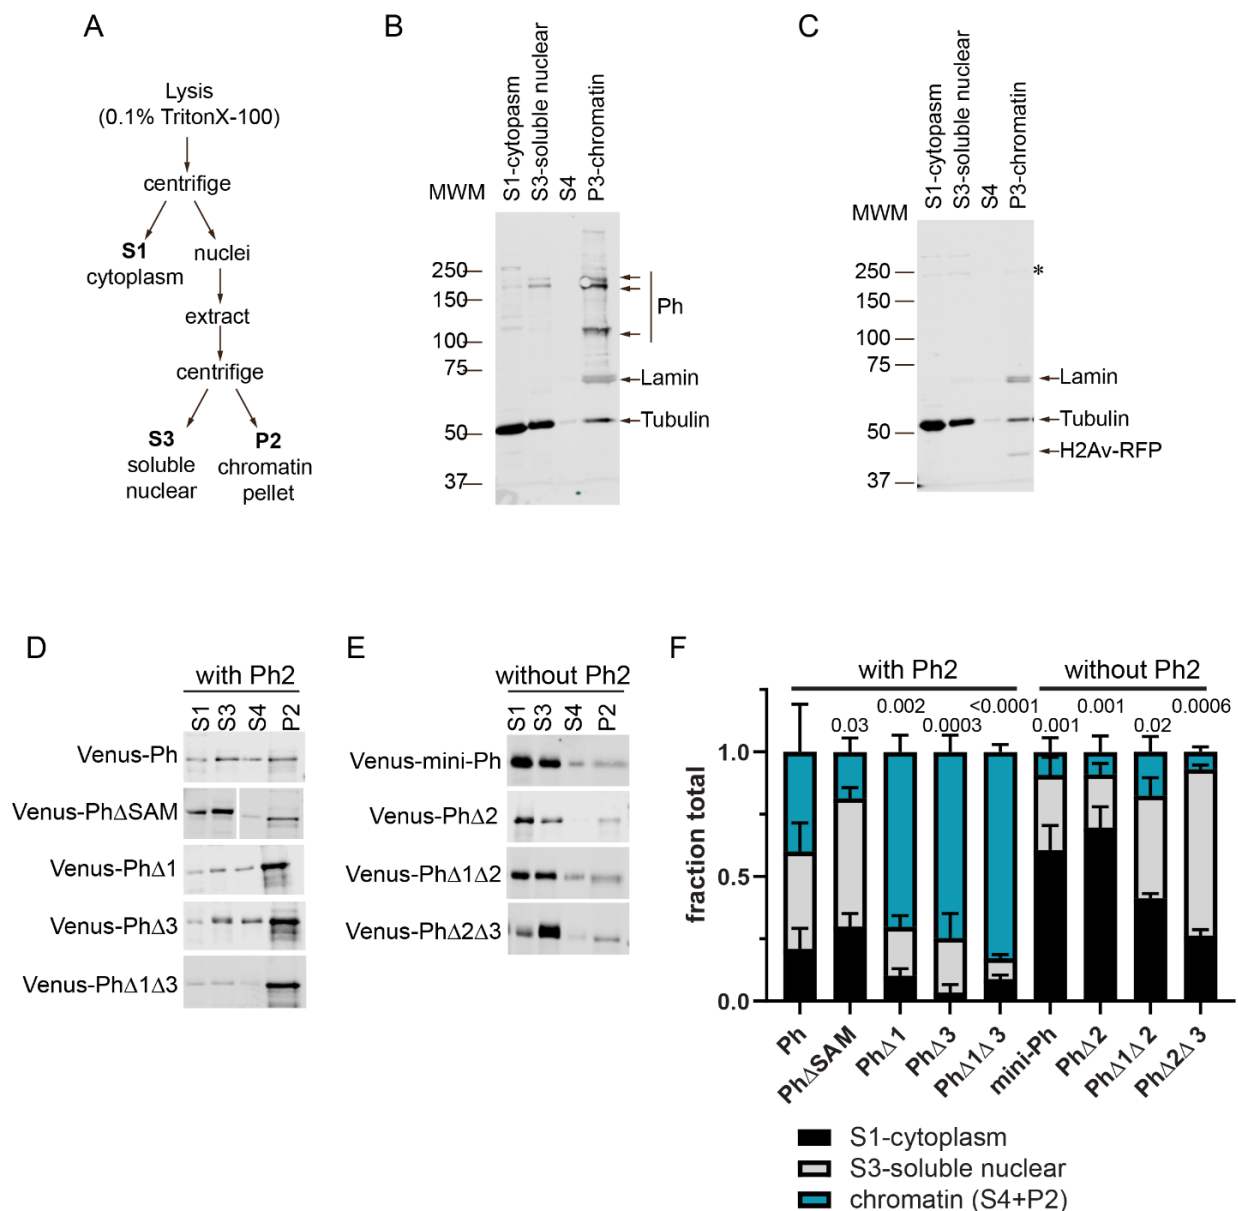 A
Lysis
(0.1% TritonX-100)
centrifige
S1
cytoplasm
nuclei
extract
centrifige
S3
soluble
nuclear
P2
chromatin
pellet
B
MWM
S1-cytopasm
S3-soluble nuclear
S4
P3-chromatin
250
150
100
75
50
37
Ph
Lamin
Tubulin
C
MWM
S1-cytopasm
S3-soluble nuclear
S4
P3-chromatin
250
150
100
75
50
37
*
Lamin
Tubulin
H2Av-RFP
D
with Ph2
S1 S3 S4 P2
Venus-Ph
Venus-PhΔSAM
Venus-PhΔ1
Venus-PhΔ3
Venus-PhΔ1Δ3
E
without Ph2
S1 S3 S4 P2
Venus-mini-Ph
Venus-PhΔ2
Venus-PhΔ1Δ2
Venus-PhΔ2Δ3
F
with Ph2 without Ph2
0.03 0.002 0.0003 <0.0001 0.001 0.001 0.02 0.0006
fraction total
1.0
0.5
0.0
Ph PhΔSAM PhΔ1 PhΔ3 PhΔ1Δ3 mini-Ph PhΔ2 PhΔ1Δ2 PhΔ2Δ3
S1-cytoplasm
S3-soluble nuclear
chromatin (S4+P2)